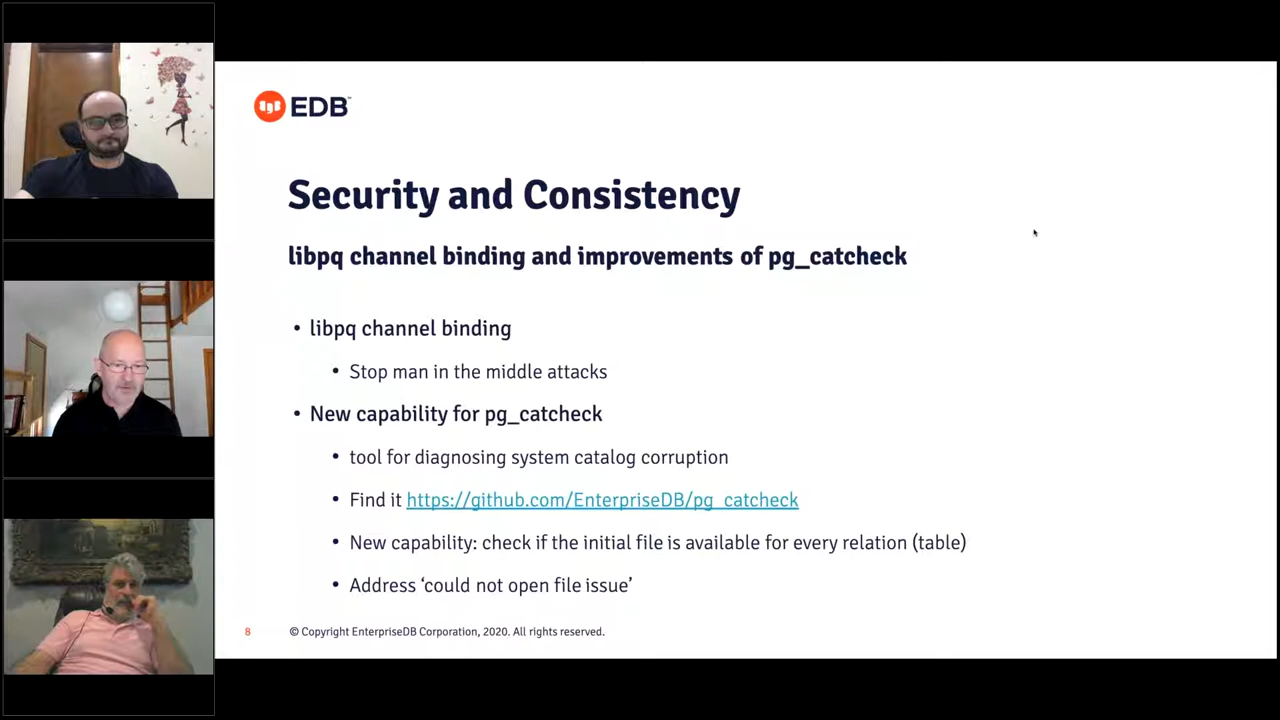 EDB
Security and Consistency
libpq channel binding and improvements of pg_catcheck
• libpq channel binding
• Stop man in the middle attacks
• New capability for pg_catcheck
• tool for diagnosing system catalog corruption
• Find it https://github.com/EnterpriseDB/pg_catcheck
• New capability: check if the initial file is available for every relation (table)
• Address ‘could not open file issue’
8 © Copyright EnterpriseDB Corporation, 2020. All rights reserved.